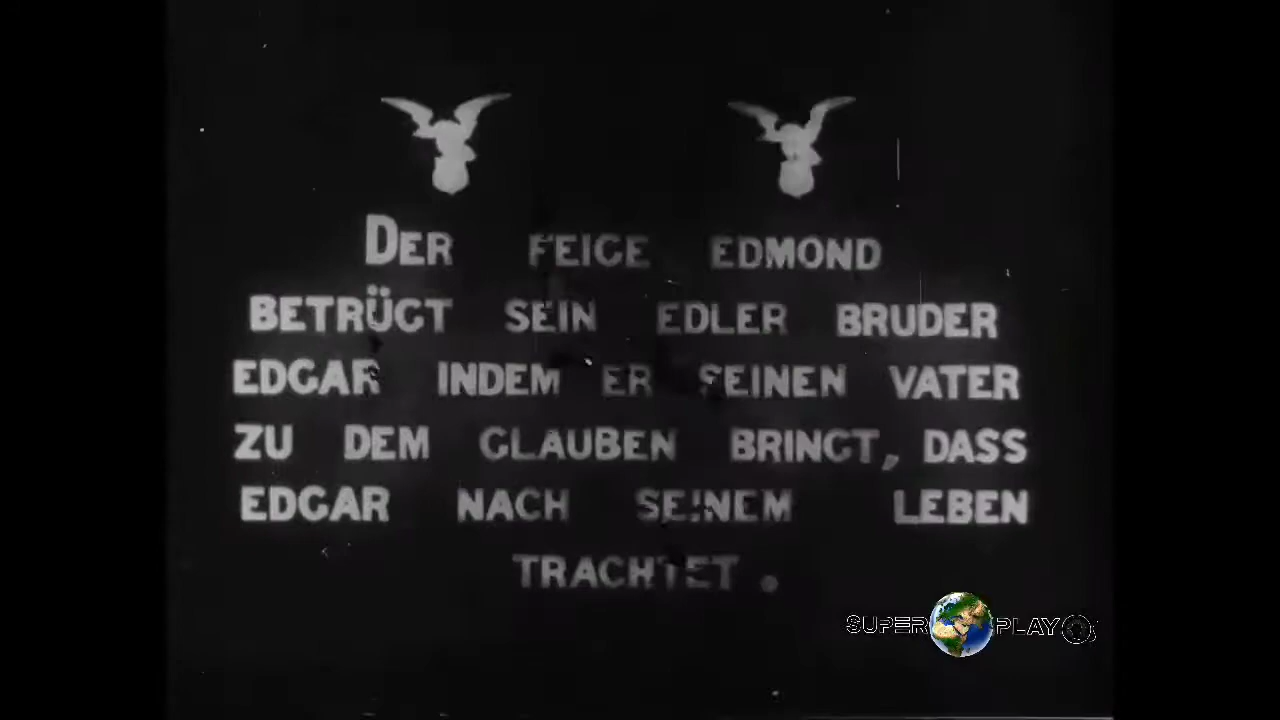 DER FEIGE EDMOND
BETRÜGT SEIN EDLER BRUDER
EDGAR INDEM ER SEINEN VATER
ZU DEM GLAUBEN BRINGT, DASS
EDGAR NACH SEINEM LEBEN
TRACHTET.
SUPER PLAY